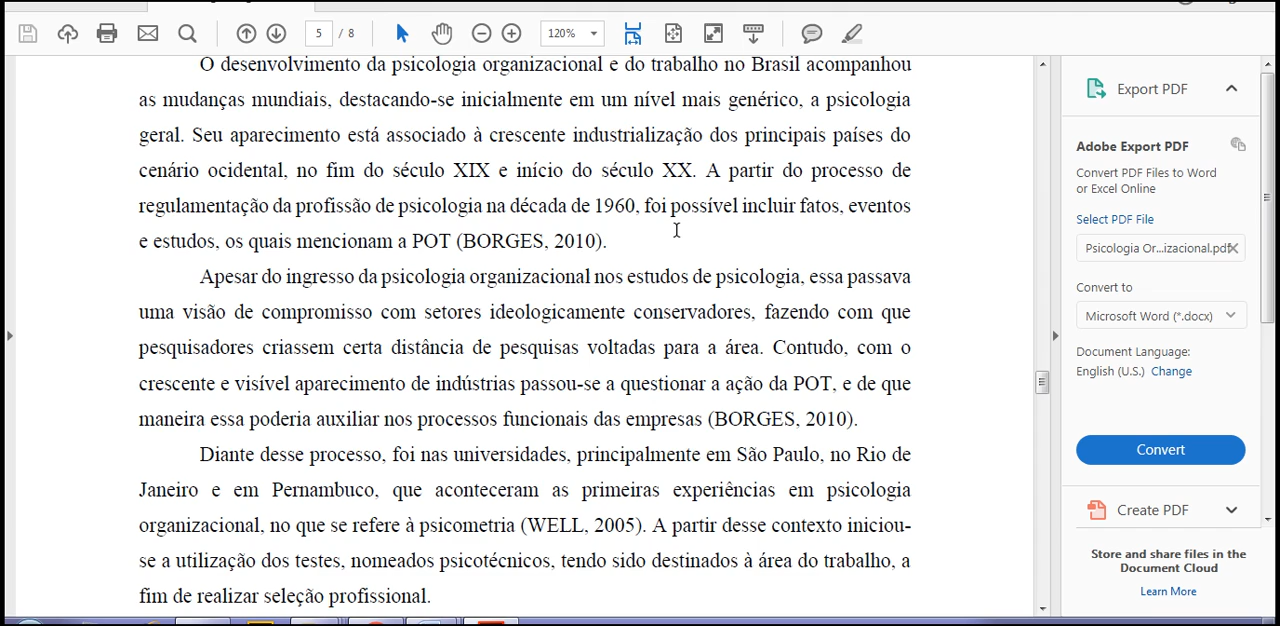 5 / 8
120%
O desenvolvimento da psicologia organizacional e do trabalho no Brasil acompanhou
as mudanças mundiais, destacando-se inicialmente em um nível mais genérico, a psicologia
geral. Seu aparecimento está associado à crescente industrialização dos principais países do
cenário ocidental, no fim do século XIX e início do século XX. A partir do processo de
regulamentação da profissão de psicologia na década de 1960, foi possível incluir fatos, eventos
e estudos, os quais mencionam a POT (BORGES, 2010).
Apesar do ingresso da psicologia organizacional nos estudos de psicologia, essa passava
uma visão de compromisso com setores ideologicamente conservadores, fazendo com que
pesquisadores criassem certa distância de pesquisas voltadas para a área. Contudo, com o
crescente e visível aparecimento de indústrias passou-se a questionar a ação da POT, e de que
maneira essa poderia auxiliar nos processos funcionais das empresas (BORGES, 2010).
Diante desse processo, foi nas universidades, principalmente em São Paulo, no Rio de
Janeiro e em Pernambuco, que aconteceram as primeiras experiências em psicologia
organizacional, no que se refere à psicometria (WELL, 2005). A partir desse contexto iniciou-
se a utilização dos testes, nomeados psicotécnicos, tendo sido destinados à área do trabalho, a
fim de realizar seleção profissional.
Export PDF
Adobe Export PDF
Convert PDF Files to Word
or Excel Online
Select PDF File
Psicologia Or...izacional.pdf
Convert to
Microsoft Word (*.docx)
Document Language:
English (U.S.) Change
Convert
Create PDF
Store and share files in the
Document Cloud
Learn More